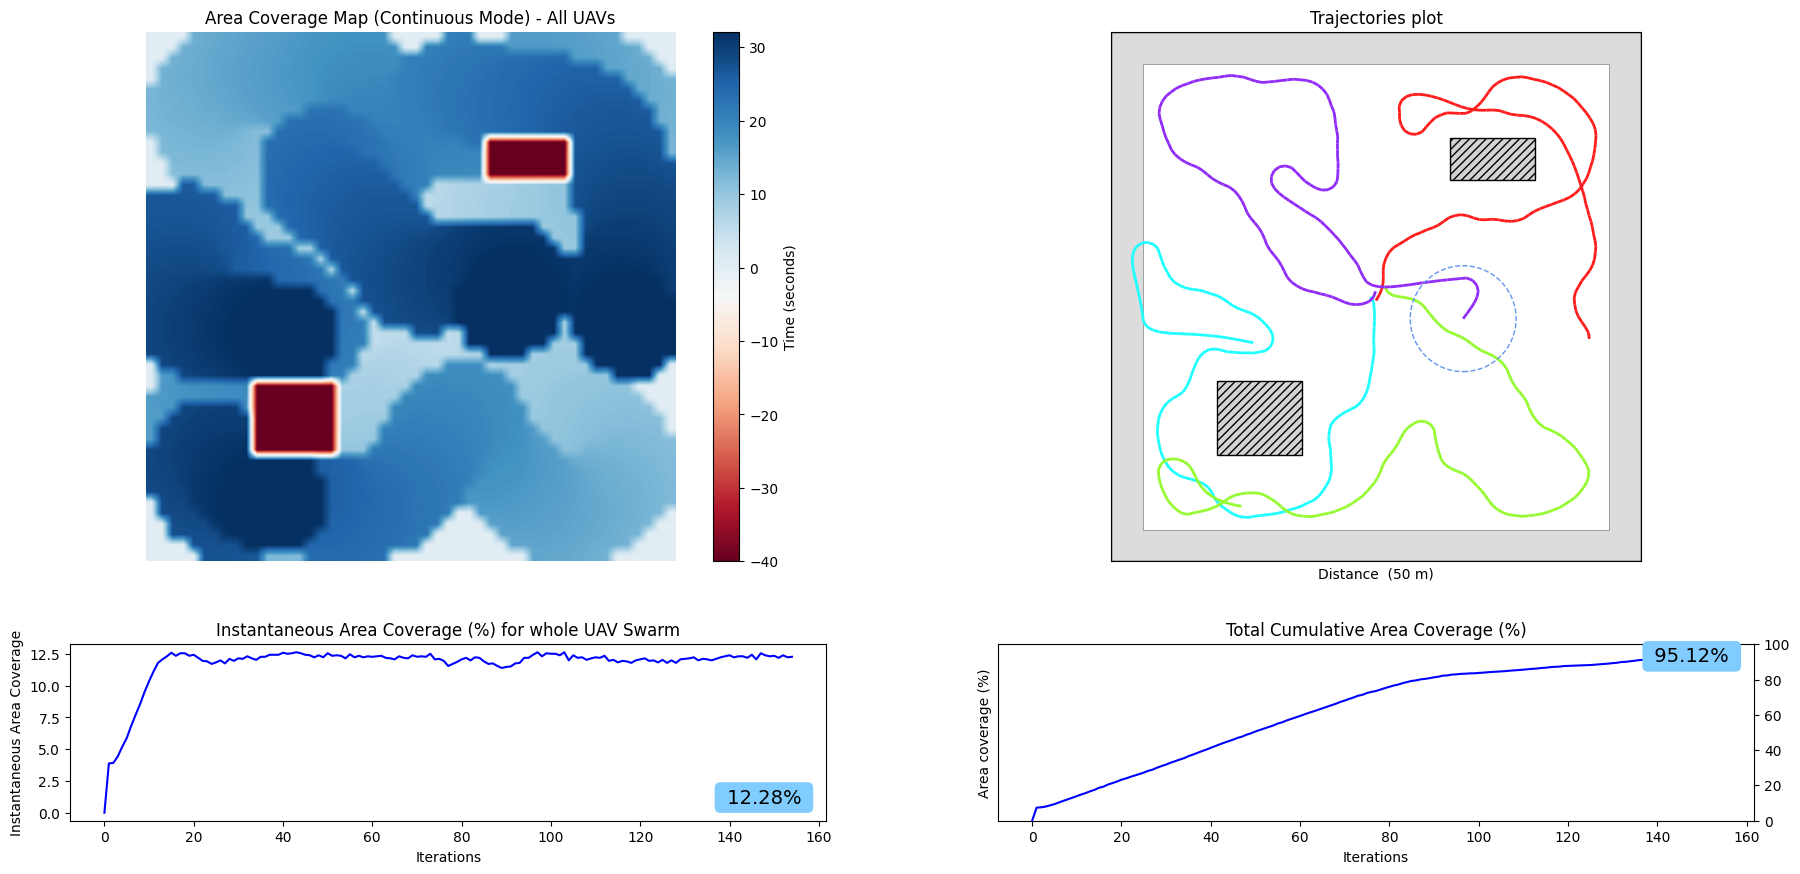 Area Coverage Map (Continuous Mode) - All UAVs
30
20
10
0
−10
−20
−30
−40
Time (seconds)
Trajectories plot
Distance  (50 m)
Instantaneous Area Coverage (%) for whole UAV Swarm
Instantaneous Area Coverage
12.5
10.0
7.5
5.0
2.5
0.0
12.28%
0 20 40 60 80 100 120 140 160
Iterations
Total Cumulative Area Coverage (%)
Area coverage (%)
95.12%
100
80
60
40
20
0
0 20 40 60 80 100 120 140 160
Iterations